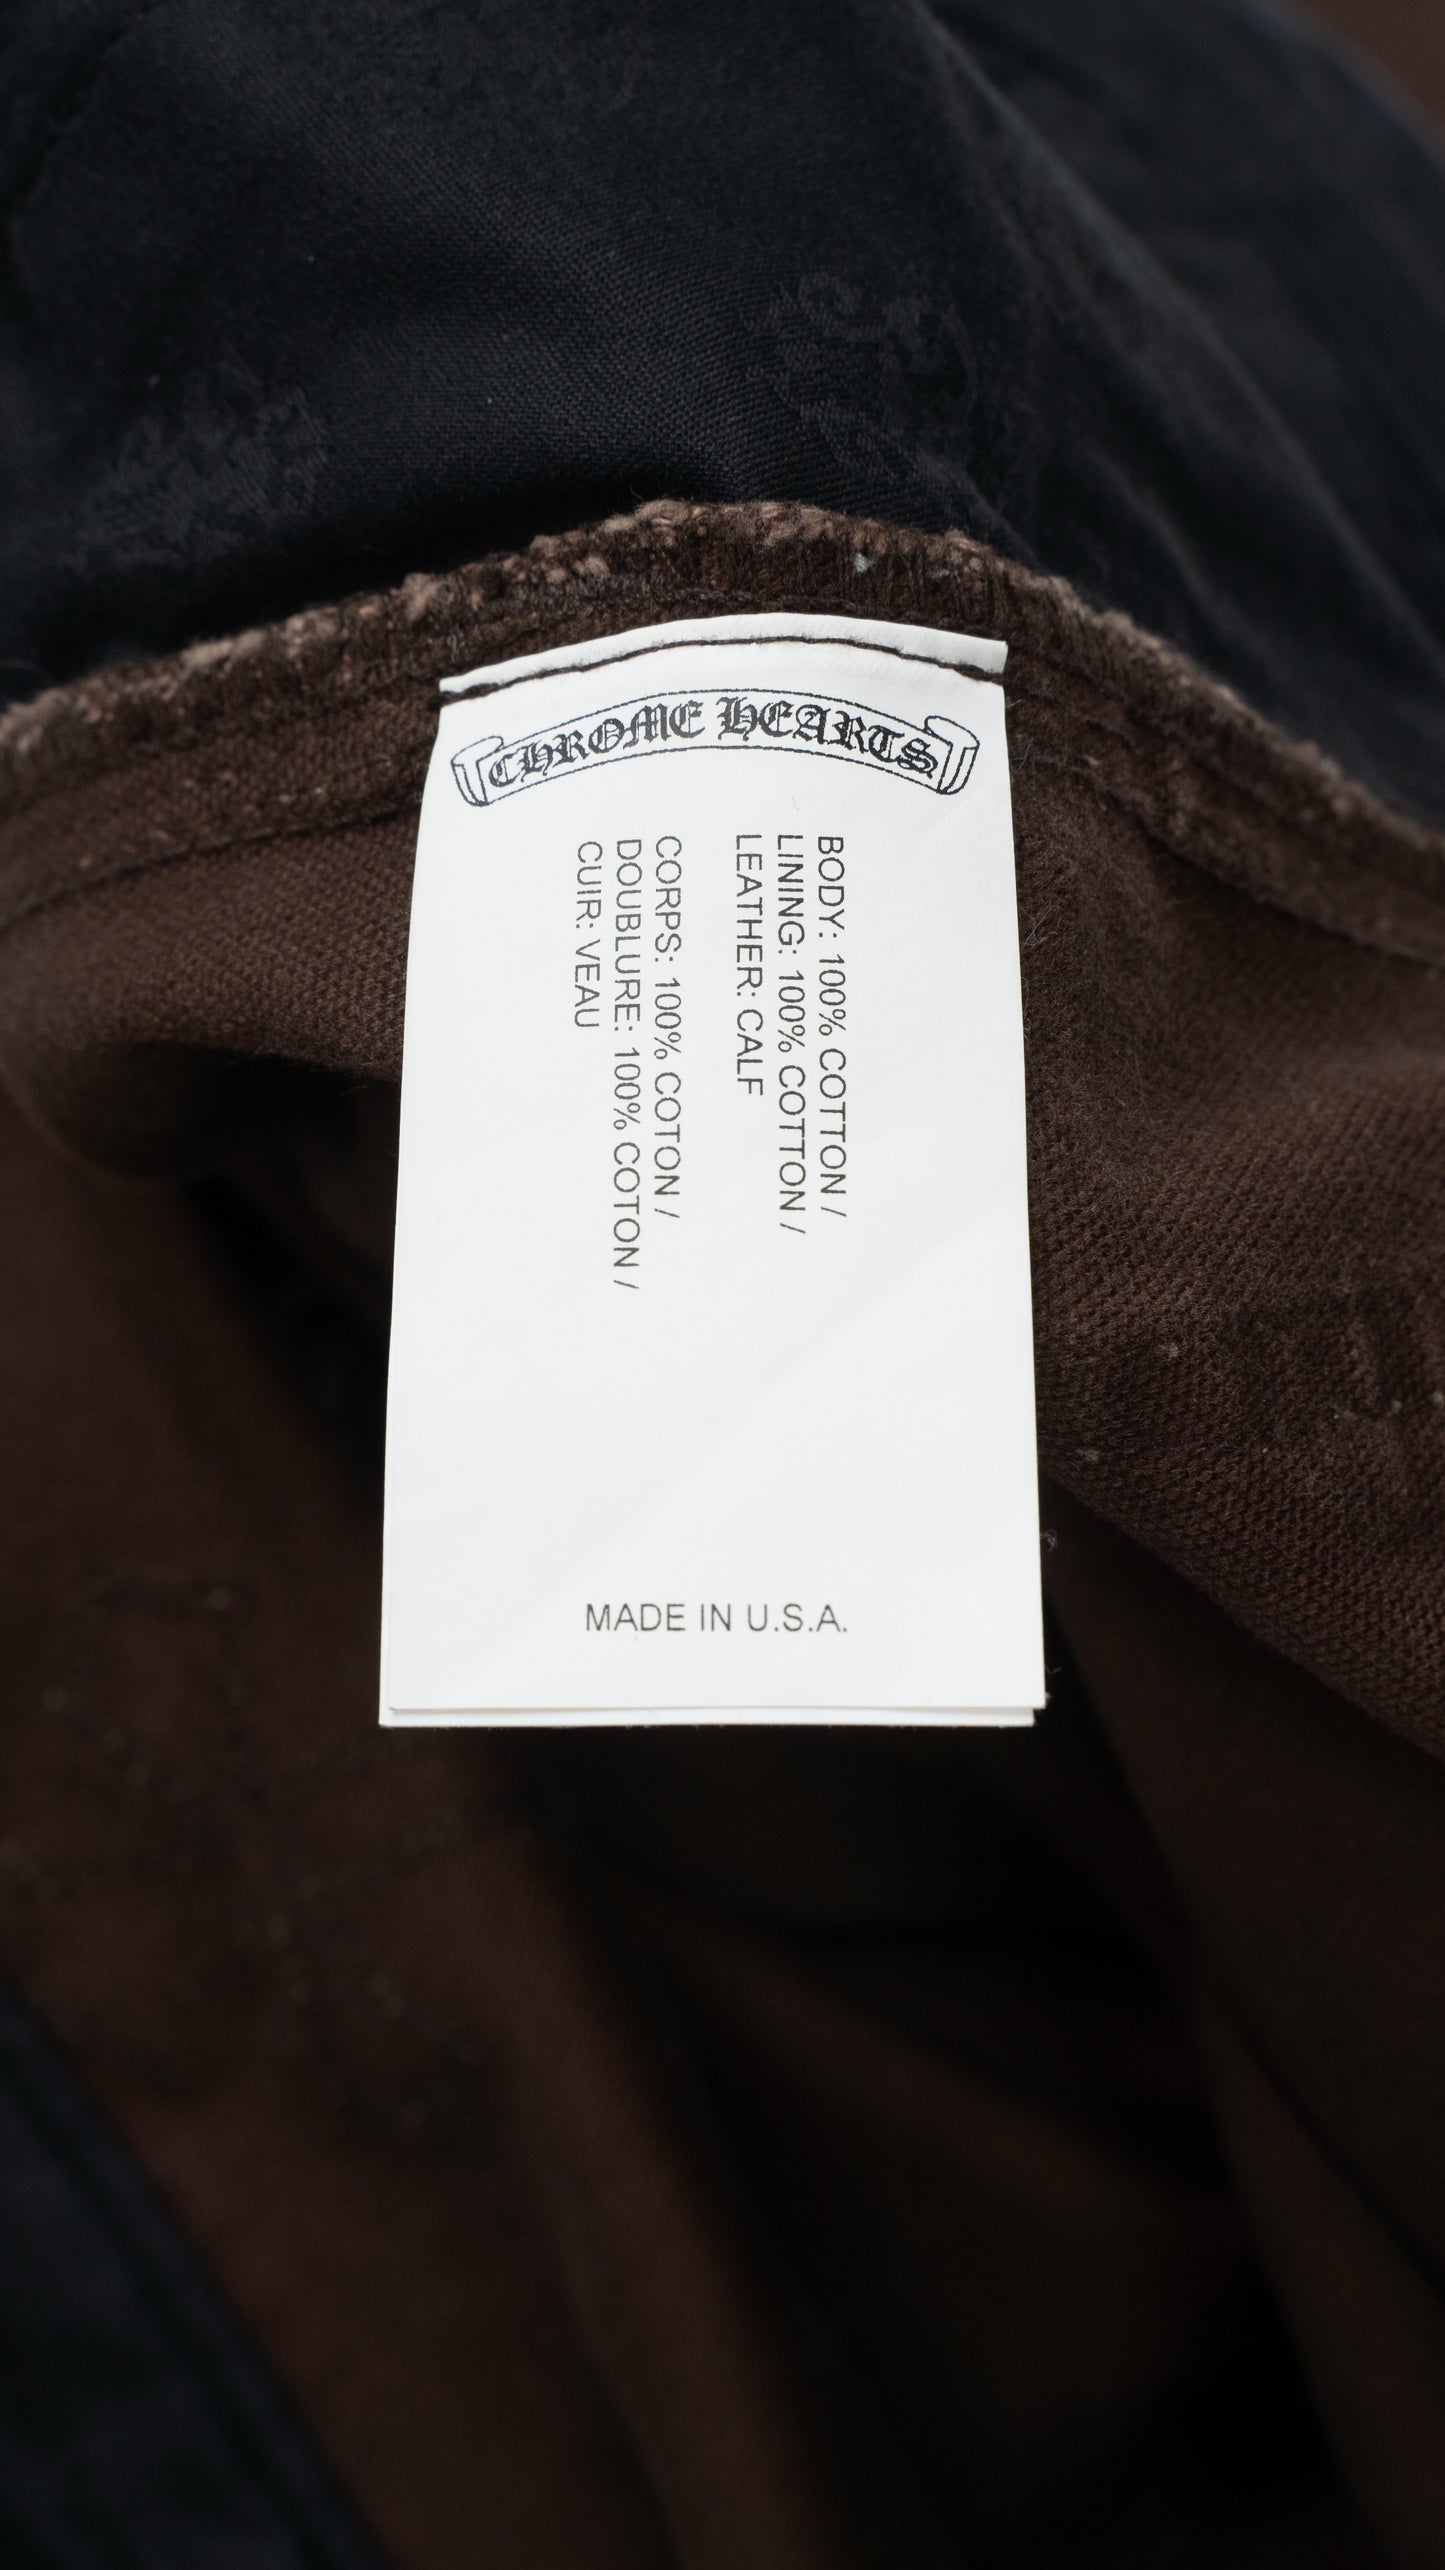 CHROME HEARTS
BODY: 100% COTTON /
LINING: 100% COTTON /
LEATHER: CALF
CORPS: 100% COTON /
DOUBLURE: 100% COTON /
CUIR: VEAU
MADE IN U.S.A.